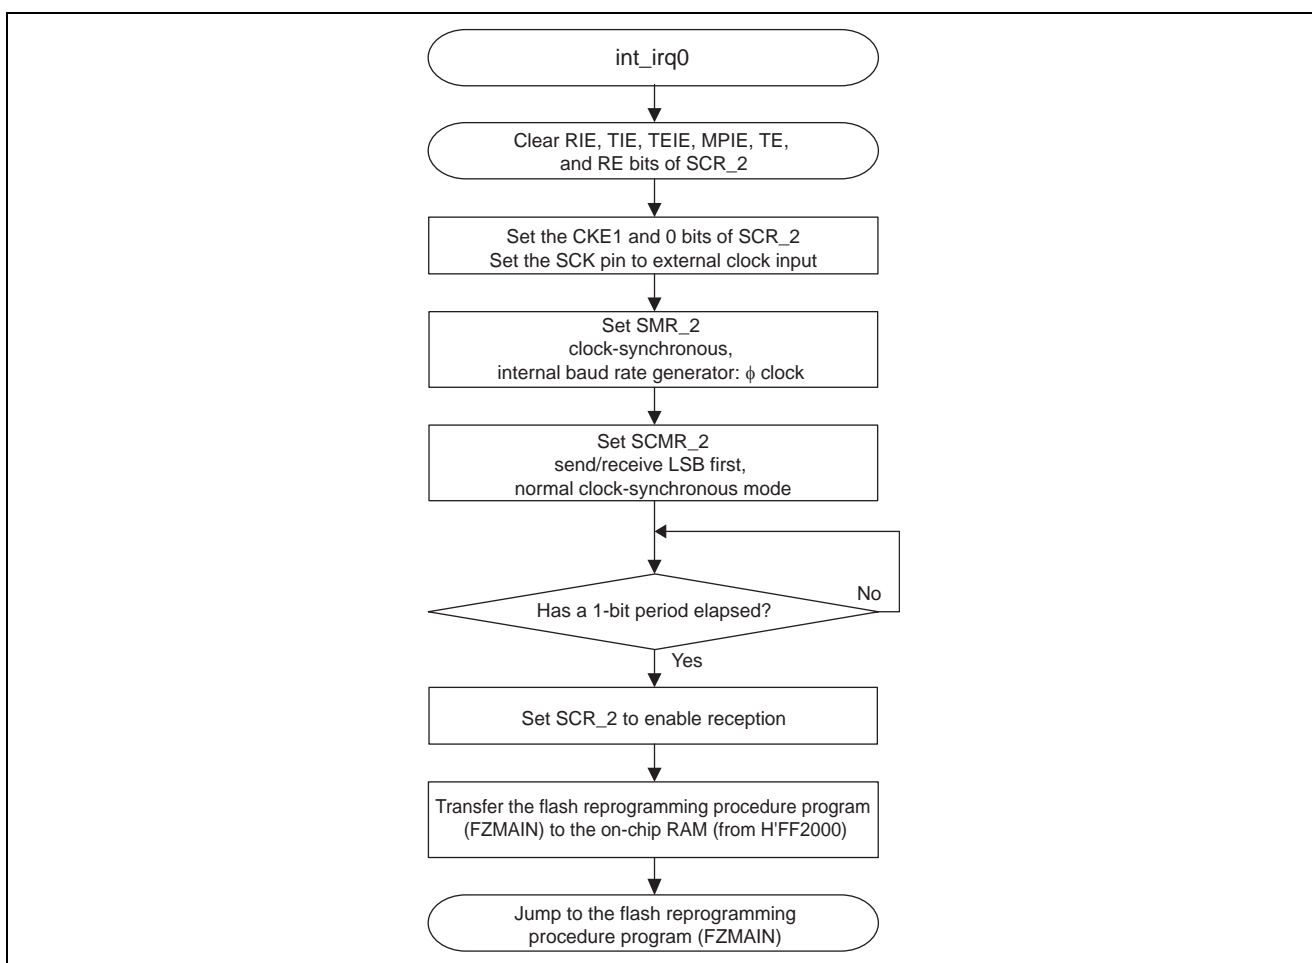 int_irq0
Clear RIE, TIE, TEIE, MPIE, TE,
and RE bits of SCR_2
Set the CKE1 and 0 bits of SCR_2
Set the SCK pin to external clock input
Set SMR_2
clock-synchronous,
internal baud rate generator: ϕ clock
Set SCMR_2
send/receive LSB first,
normal clock-synchronous mode
Has a 1-bit period elapsed?
No
Yes
Set SCR_2 to enable reception
Transfer the flash reprogramming procedure program
(FZMAIN) to the on-chip RAM (from H'FF2000)
Jump to the flash reprogramming
procedure program (FZMAIN)